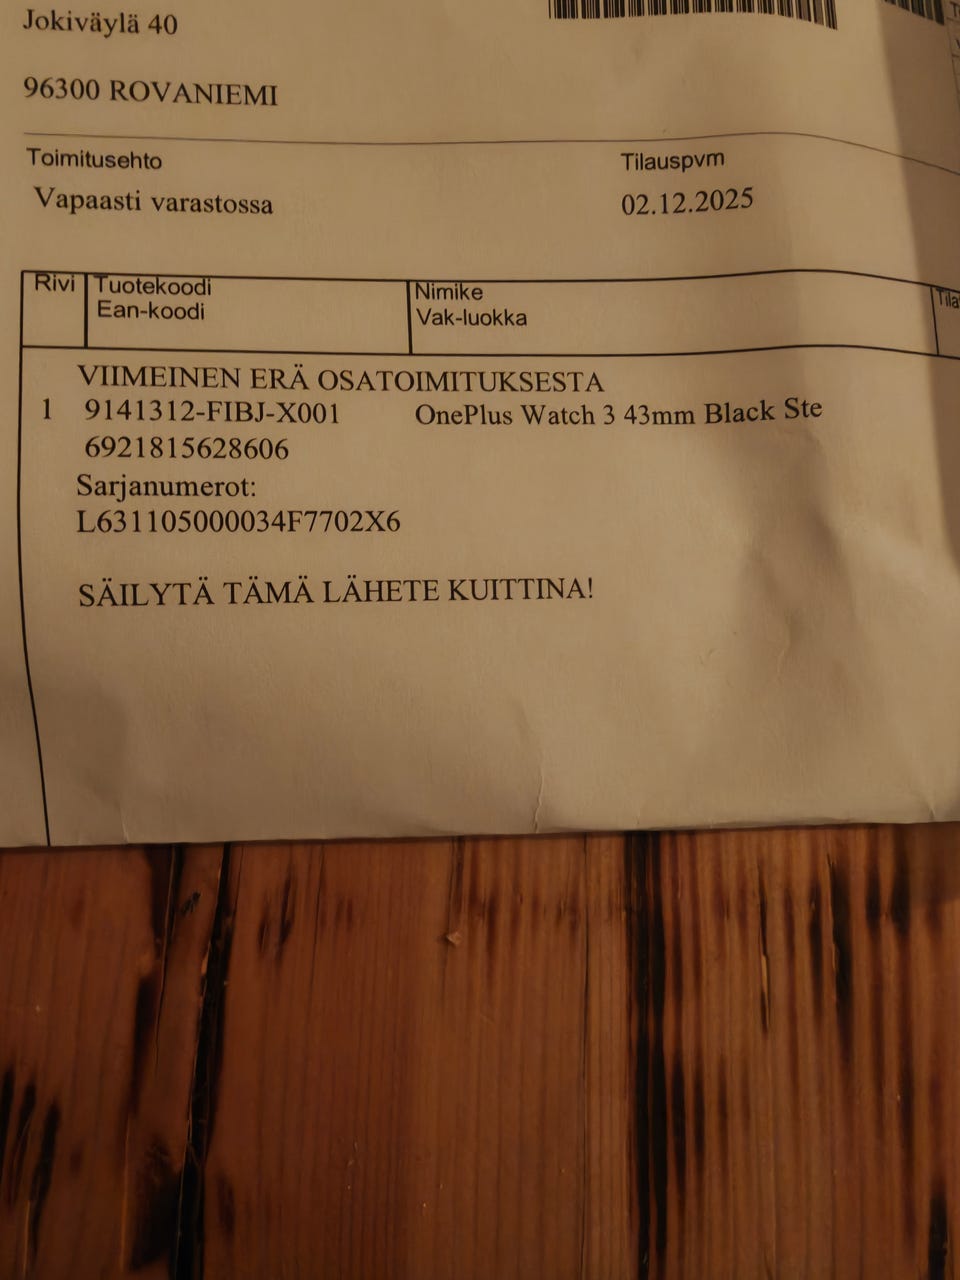 Jokiväylä 40
96300 ROVANIEMI
Toimitusehto Tilauspvm
Vapaasti varastossa 02.12.2025
Rivi Tuotekoodi Nimike
Ean-koodi Vak-luokka
VIIMEINEN ERÄ OSATOIMITUKSESTA
1 9141312-FIBJ-X001 OnePlus Watch 3 43mm Black Ste
6921815628606
Sarjanumerot:
L631105000034F7702X6
SÄILYTÄ TÄMÄ LÄHETE KUITTINA!